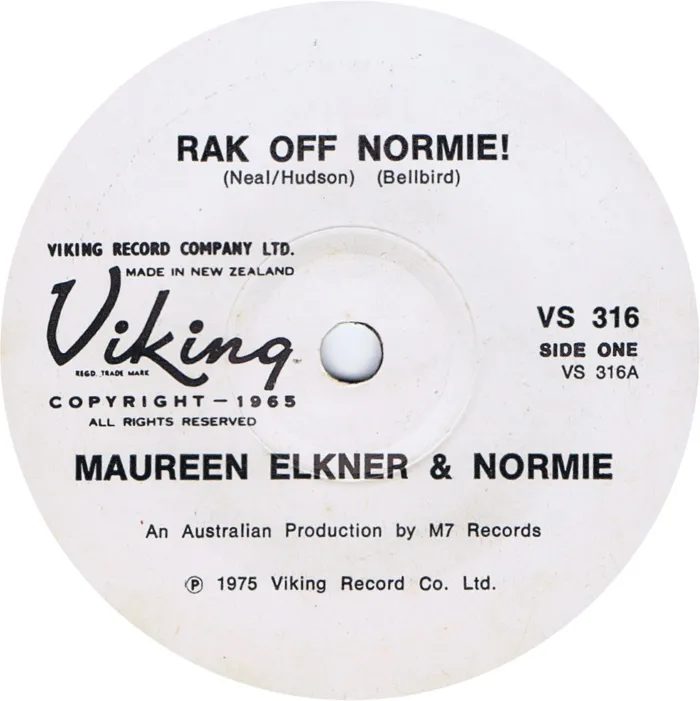 RAK OFF NORMIE!
(Neal/Hudson) (Bellbird)
VIKING RECORD COMPANY LTD.
MADE IN NEW ZEALAND
Viking
REGD. TRADE MARK
COPYRIGHT — 1965
ALL RIGHTS RESERVED
VS 316
SIDE ONE
VS 316A
MAUREEN ELKNER & NORMIE
An Australian Production by M7 Records
Ⓟ 1975 Viking Record Co. Ltd.